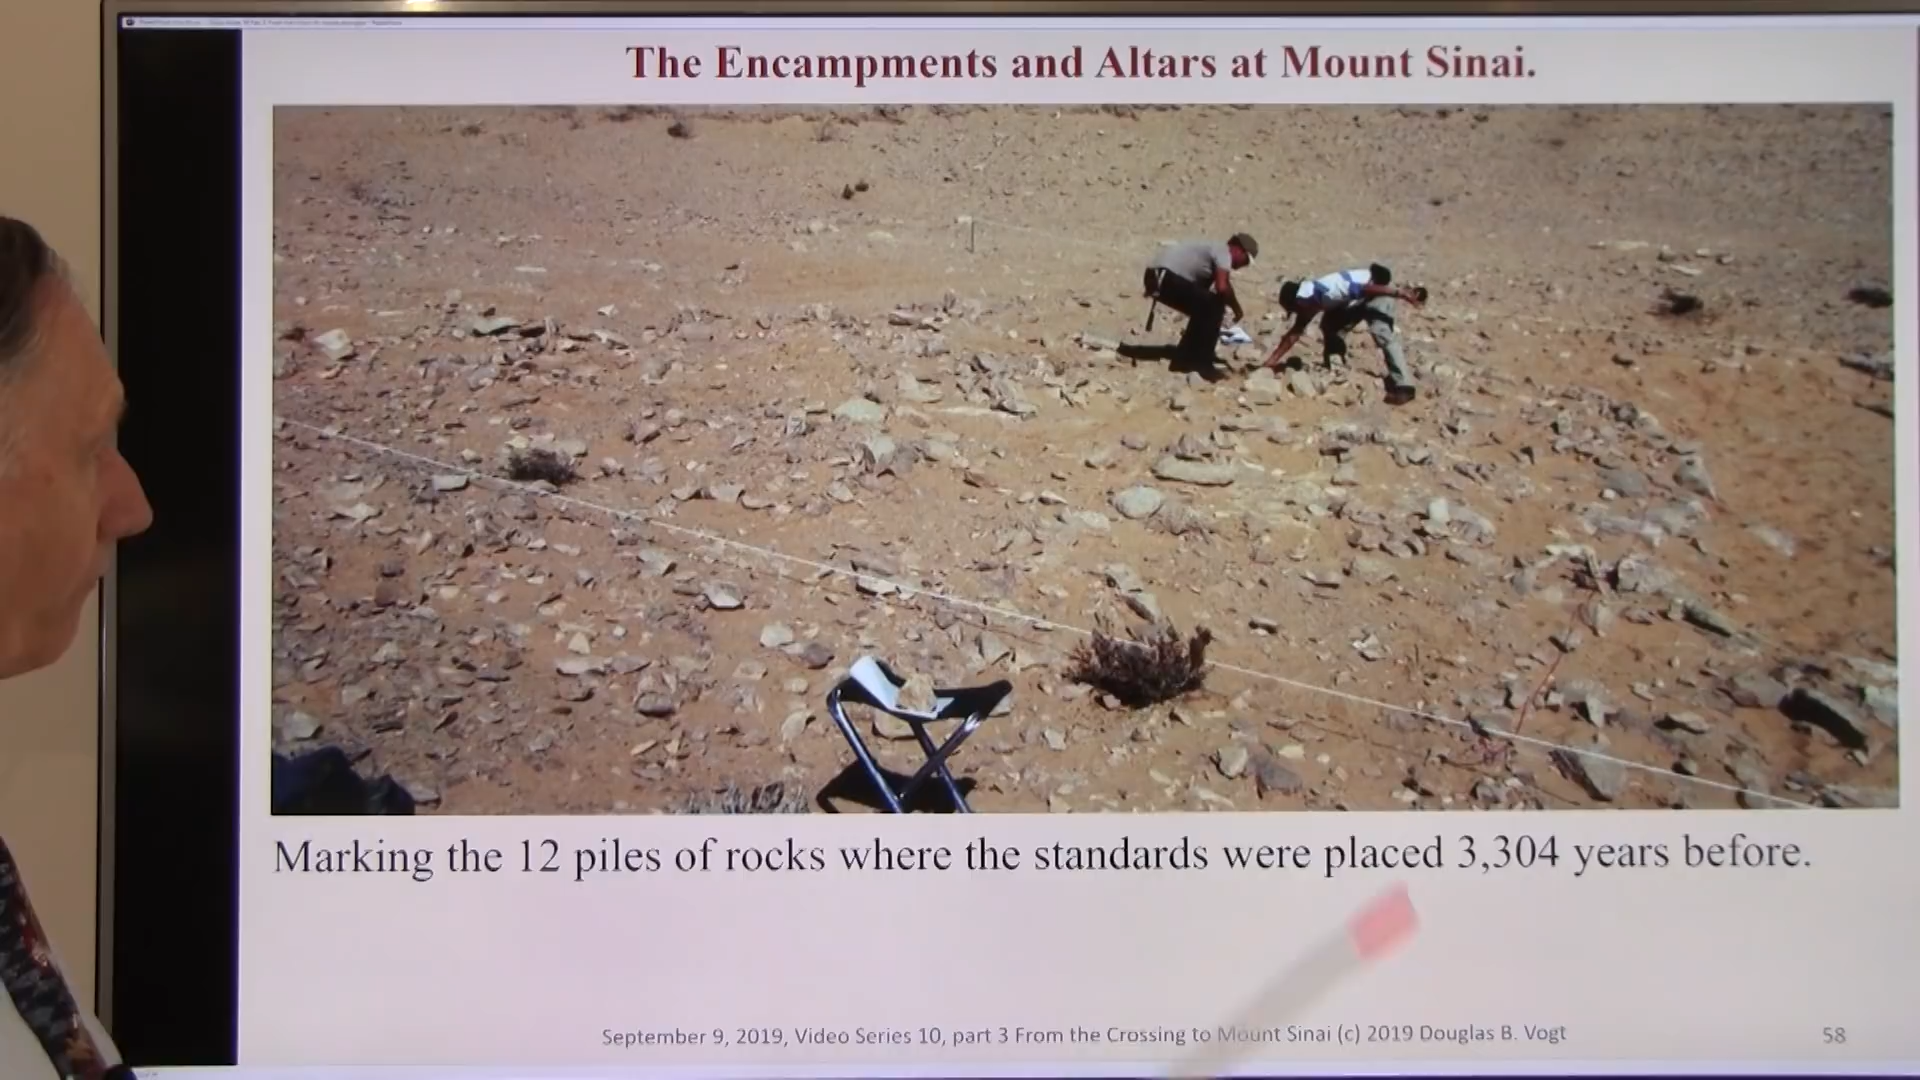 The Encampments and Altars at Mount Sinai.
Marking the 12 piles of rocks where the standards were placed 3,304 years before.
September 9, 2019, Video Series 10, part 3 From the Crossing to Mount Sinai (c) 2019 Douglas B. Vogt
58